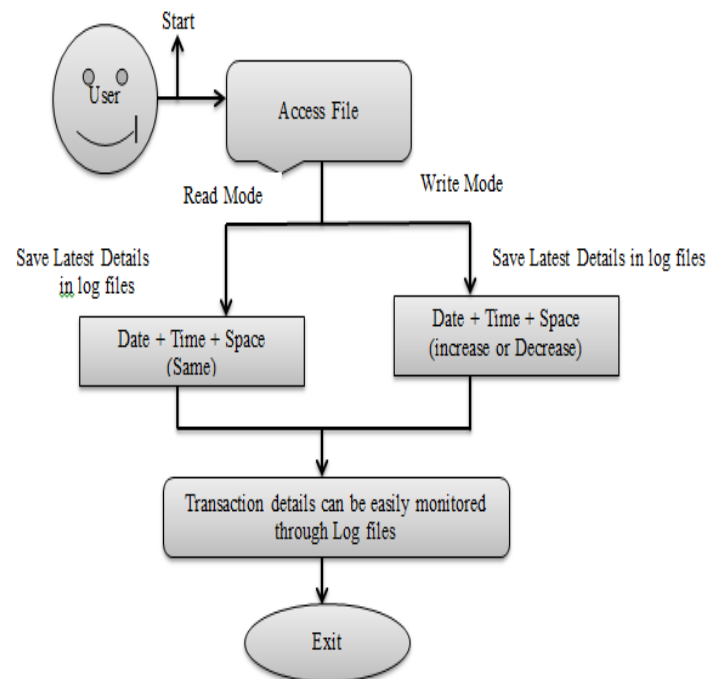 Start
User
Access File
Read Mode
Write Mode
Save Latest Details
in log files
Save Latest Details in log files
Date + Time + Space
(Same)
Date + Time + Space
(increase or Decrease)
Transaction details can be easily monitored
through Log files
Exit